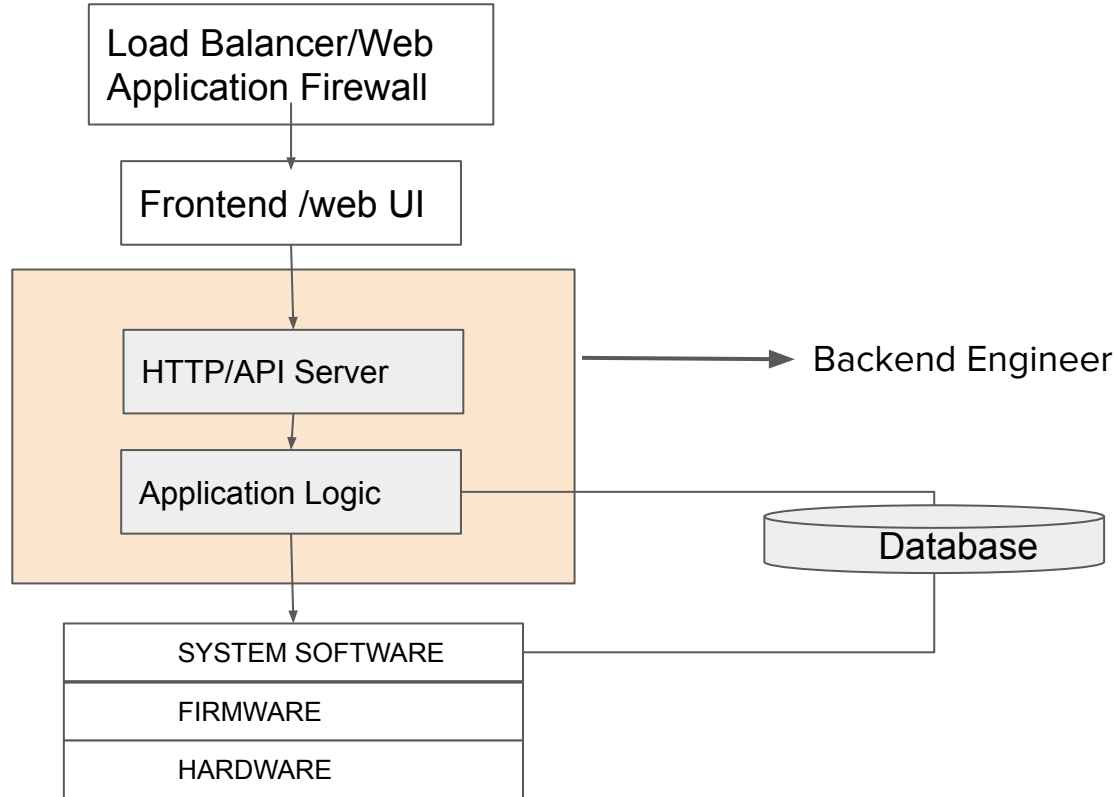 Load Balancer/Web
Application Firewall
Frontend /web UI
HTTP/API Server
Backend Engineer
Application Logic
Database
SYSTEM SOFTWARE
FIRMWARE
HARDWARE